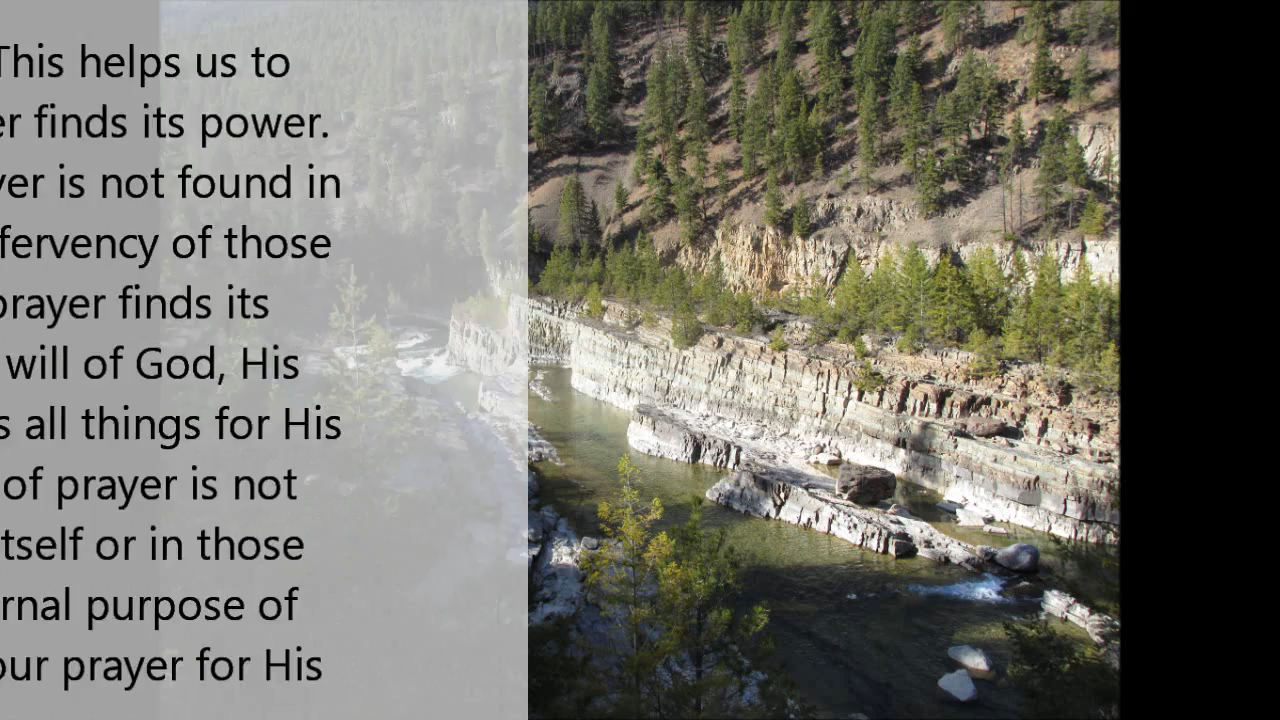 This helps us to
er finds its power.
yer is not found in
fervency of those
prayer finds its
will of God, His
s all things for His
of prayer is not
tself or in those
rnal purpose of
our prayer for His